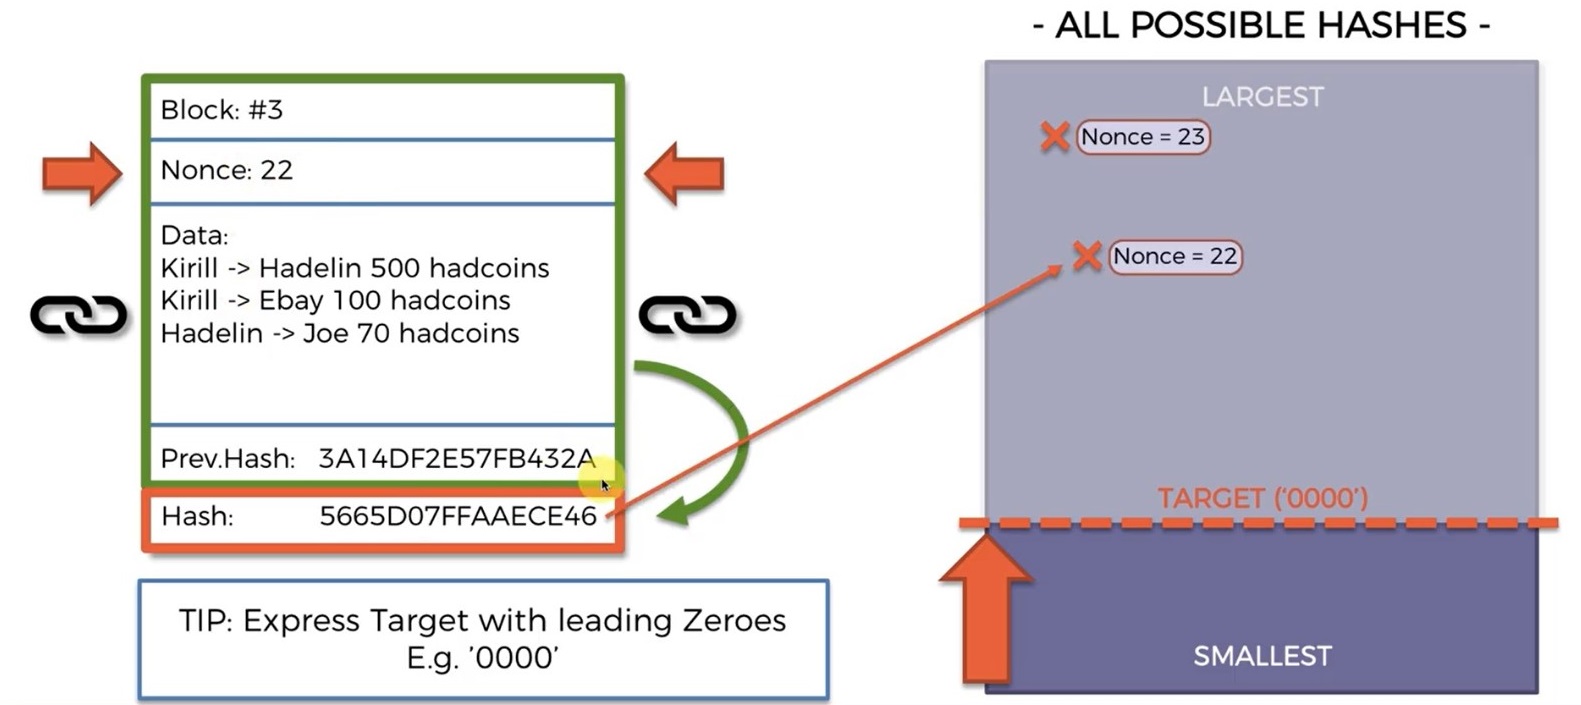 - ALL POSSIBLE HASHES -
Block: #3
Nonce: 22
Data:
Kirill -> Hadelin 500 hadcoins
Kirill -> Ebay 100 hadcoins
Hadelin -> Joe 70 hadcoins
Prev.Hash: 3A14DF2E57FB432A
Hash: 5665D07FFAAECE46
TIP: Express Target with leading Zeroes
E.g. '0000'
LARGEST
Nonce = 23
Nonce = 22
TARGET ('0000')
SMALLEST